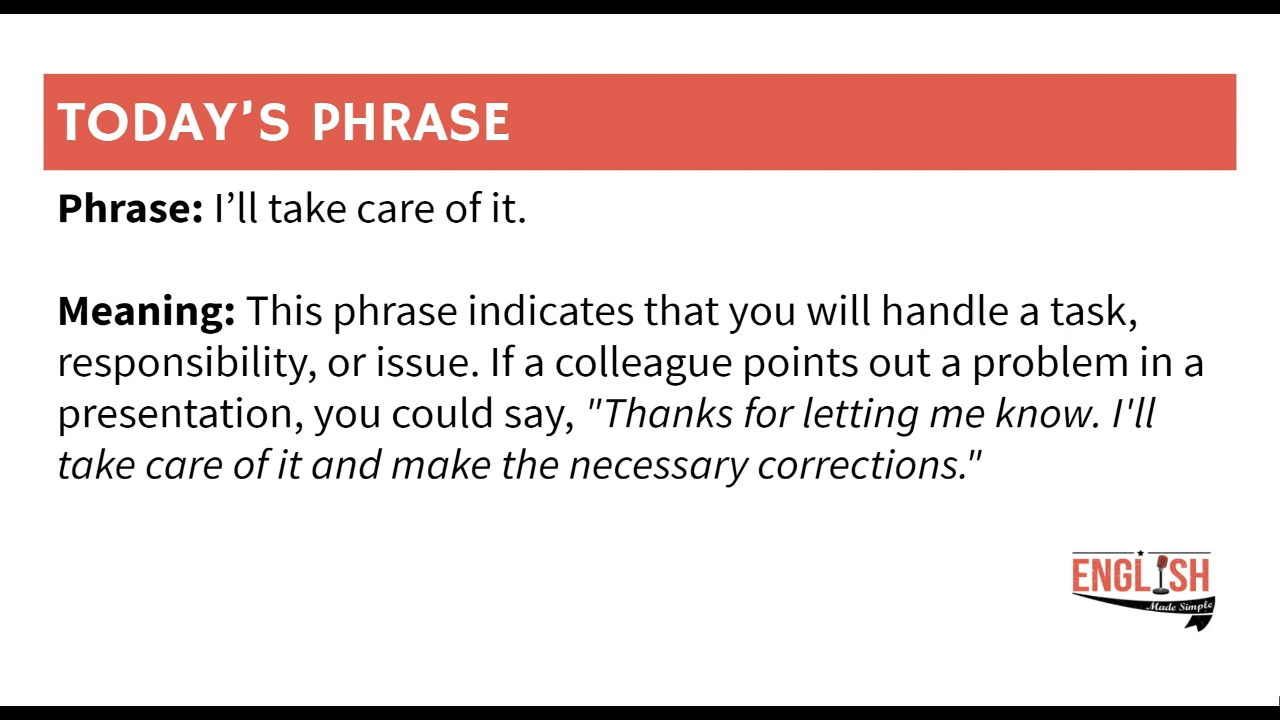 TODAY’S PHRASE
Phrase: I’ll take care of it.
Meaning: This phrase indicates that you will handle a task,
responsibility, or issue. If a colleague points out a problem in a
presentation, you could say, "Thanks for letting me know. I'll
take care of it and make the necessary corrections."
ENGLISH
Made Simple